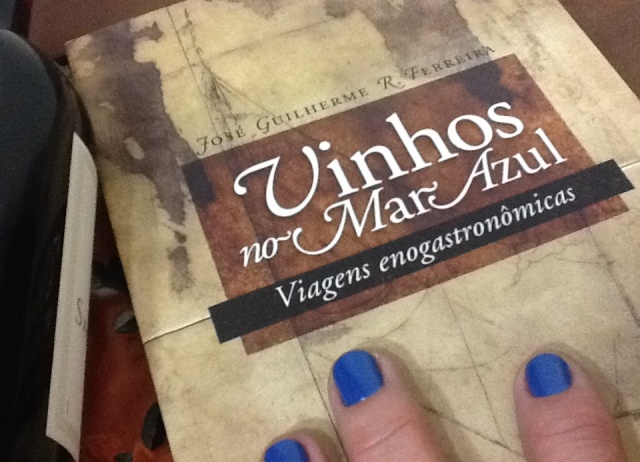 José Guilherme R. Ferreira
Vinhos
no Mar Azul
Viagens enogastronômicas